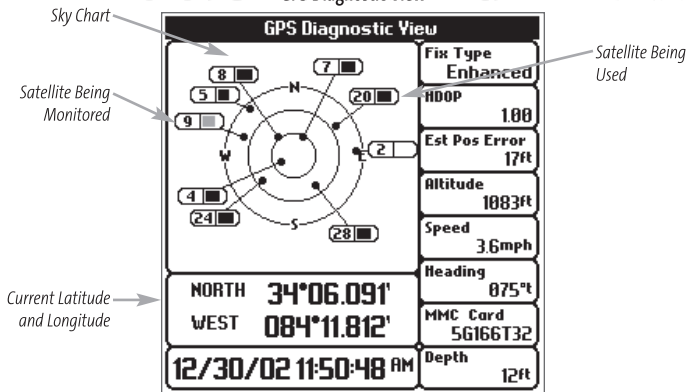 GPS Diagnostic View
Sky Chart
Satellite Being
Monitored
Satellite Being
Used
Current Latitude
and Longitude
8
7
5
20
9
2
4
24
28
N
W
E
S
Fix Type
Enhanced
HDOP
1.00
Est Pos Error
17ft
Altitude
1083ft
Speed
3.6mph
Heading
075°t
MMC Card
5G166T32
Depth
12ft
NORTH 34°06.091'
WEST 084°11.812'
12/30/02 11:50:48 AM